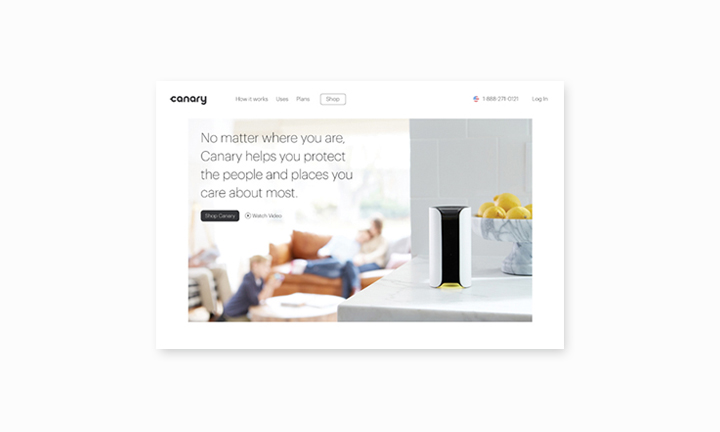 canary
How it works Uses Plans Shop
1-888-271-0121 Log In
No matter where you are,
Canary helps you protect
the people and places you
care about most.
Shop Canary Watch Video